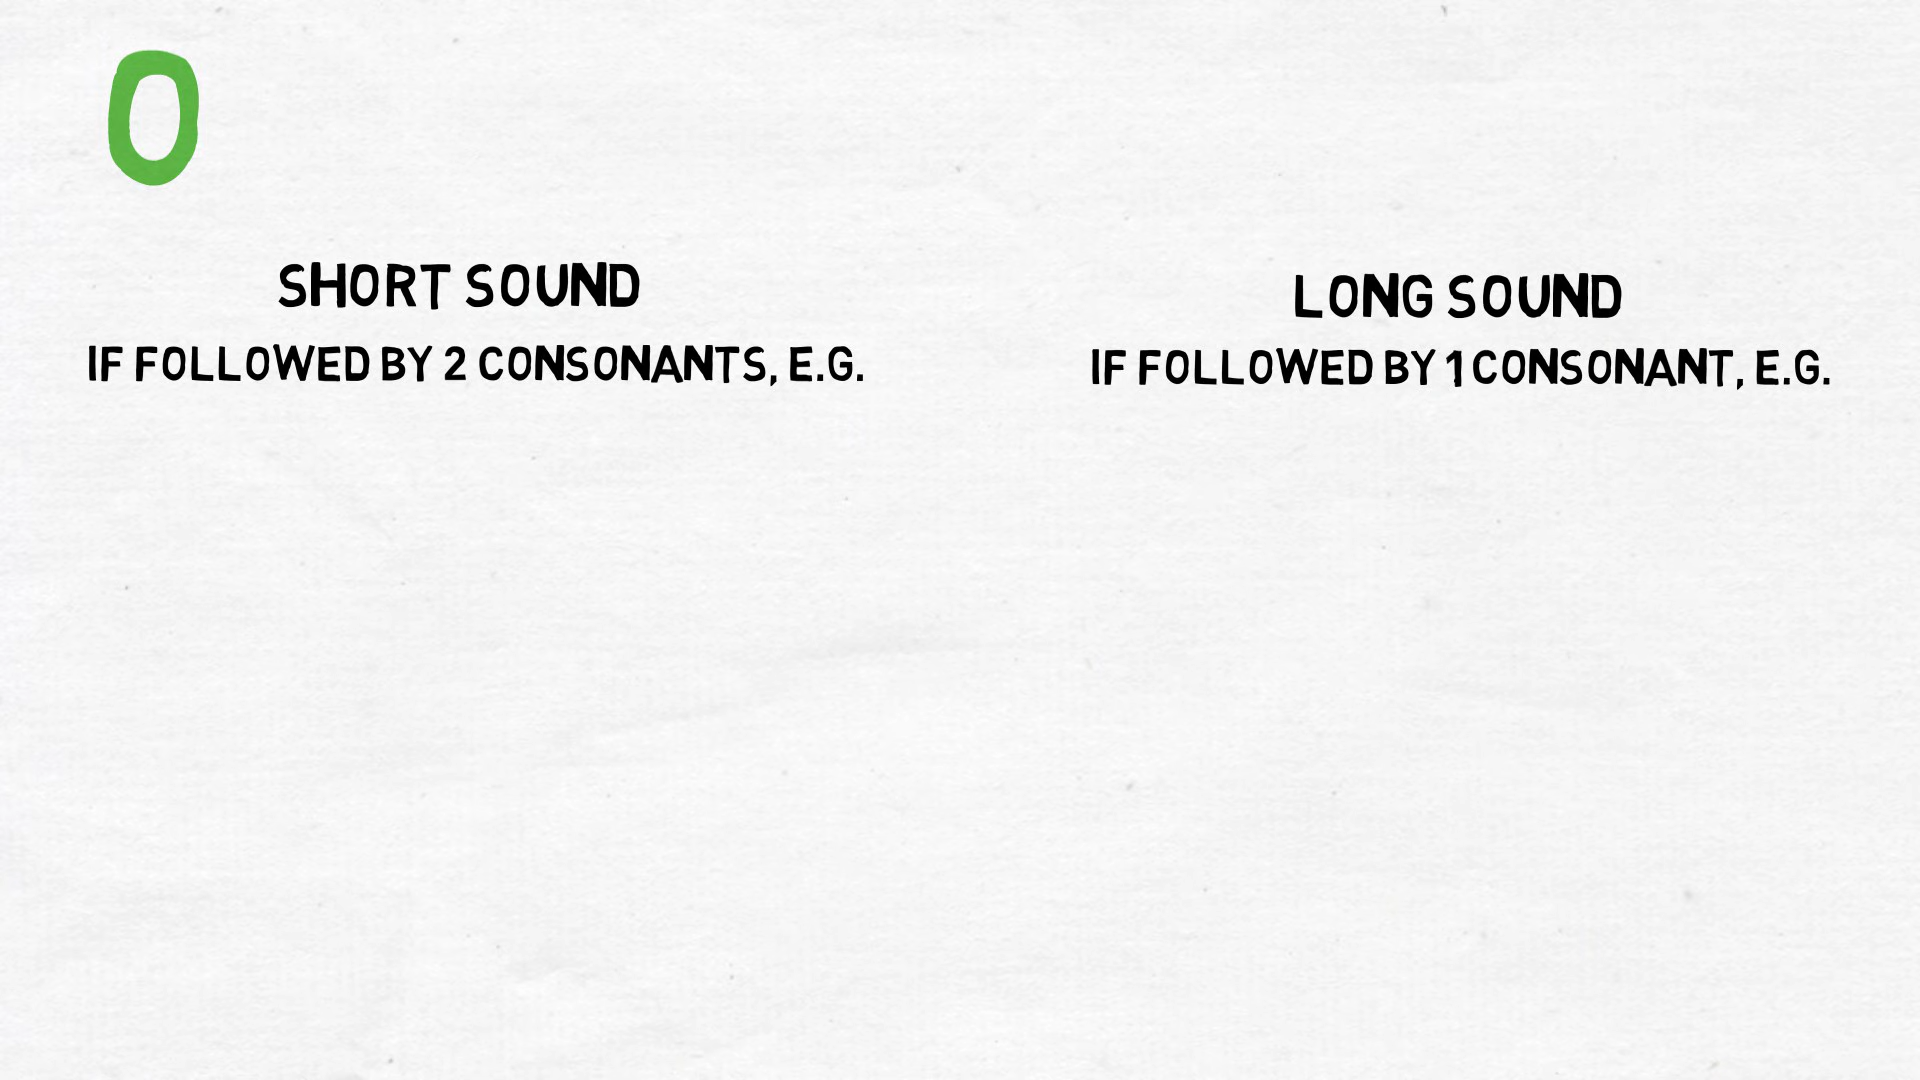 O
SHORT SOUND
IF FOLLOWED BY 2 CONSONANTS, E.G.
LONG SOUND
IF FOLLOWED BY 1 CONSONANT, E.G.